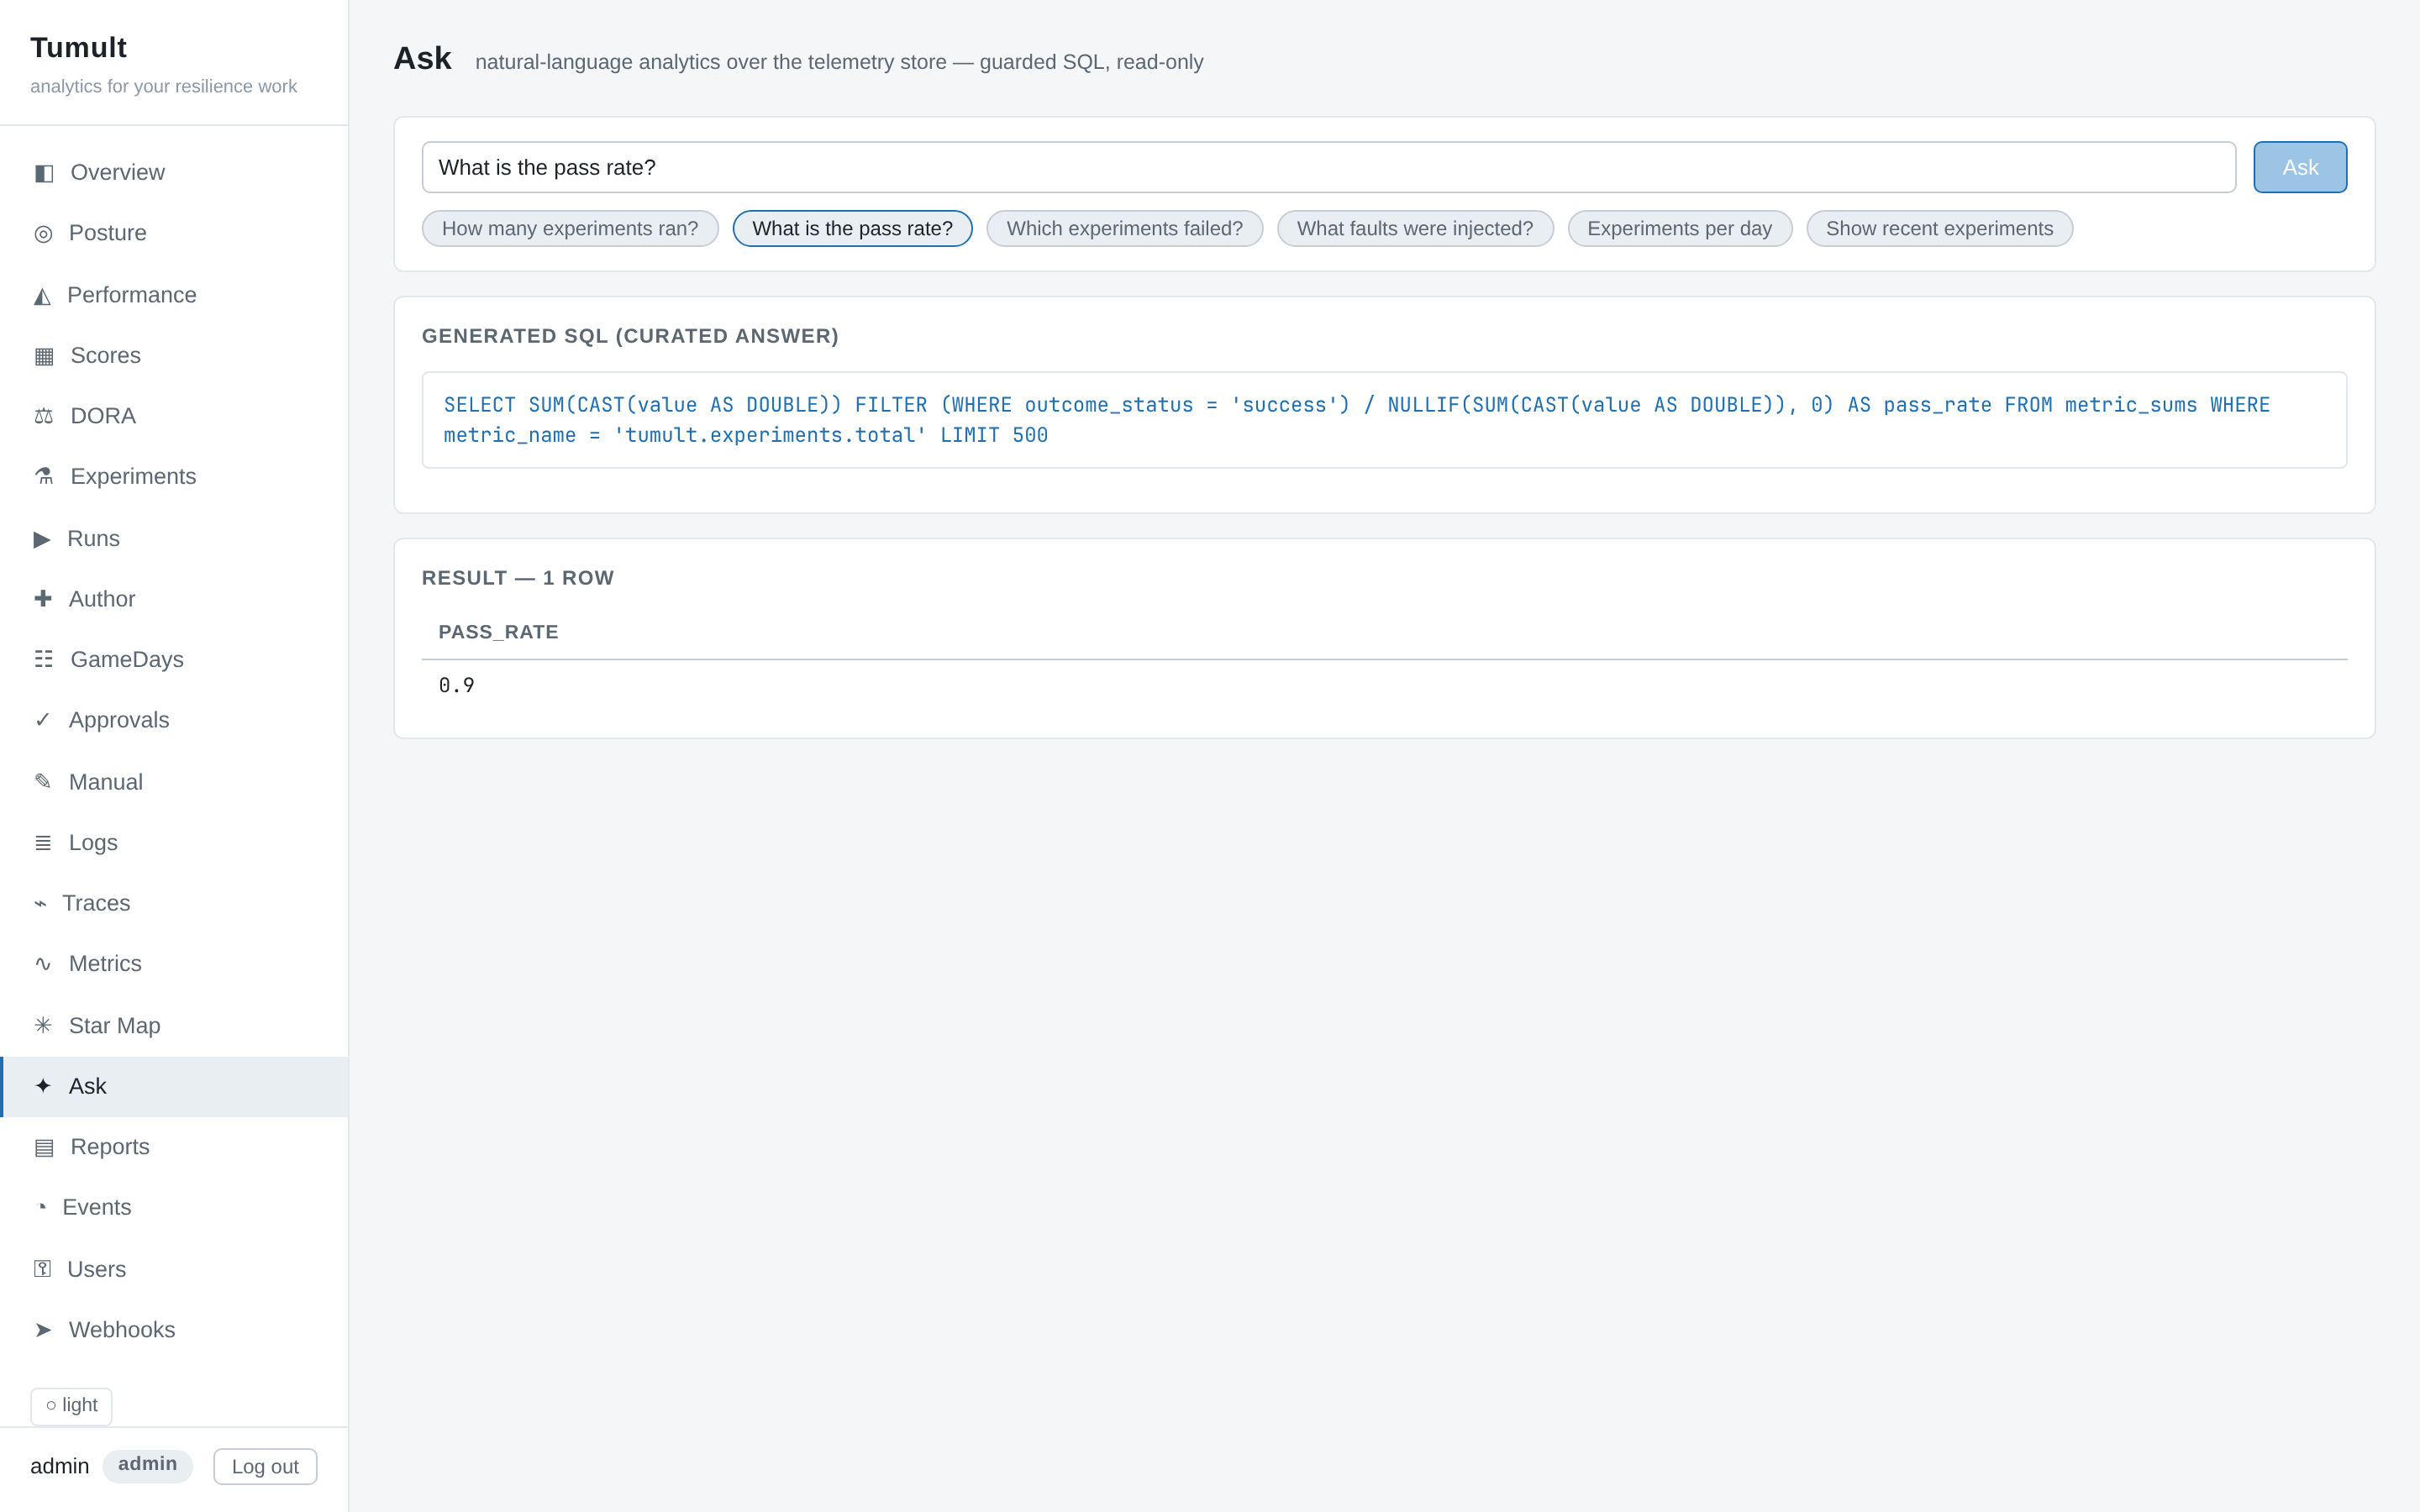 Tumult
analytics for your resilience work
Overview
Posture
Performance
Scores
DORA
Experiments
Runs
Author
GameDays
Approvals
Manual
Logs
Traces
Metrics
Star Map
Ask
Reports
Events
Users
Webhooks
light
admin admin Log out
Ask natural-language analytics over the telemetry store — guarded SQL, read-only
What is the pass rate? Ask
How many experiments ran? What is the pass rate? Which experiments failed? What faults were injected? Experiments per day Show recent experiments
GENERATED SQL (CURATED ANSWER)
SELECT SUM(CAST(value AS DOUBLE)) FILTER (WHERE outcome_status = 'success') / NULLIF(SUM(CAST(value AS DOUBLE)), 0) AS pass_rate FROM metric_sums WHERE
metric_name = 'tumult.experiments.total' LIMIT 500
RESULT — 1 ROW
PASS_RATE
0.9